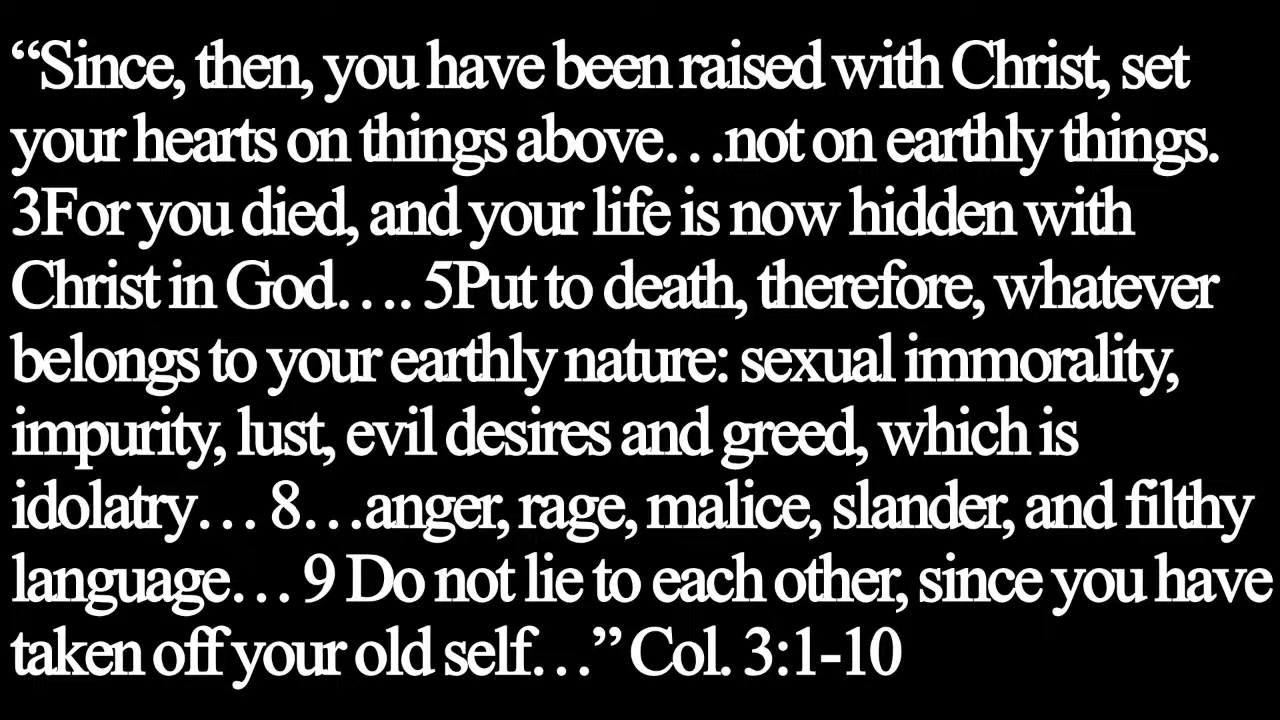 “Since, then, you have been raised with Christ, set
your hearts on things above…not on earthly things.
3For you died, and your life is now hidden with
Christ in God…. 5Put to death, therefore, whatever
belongs to your earthly nature: sexual immorality,
impurity, lust, evil desires and greed, which is
idolatry… 8…anger, rage, malice, slander, and filthy
language… 9 Do not lie to each other, since you have
taken off your old self…” Col. 3:1-10